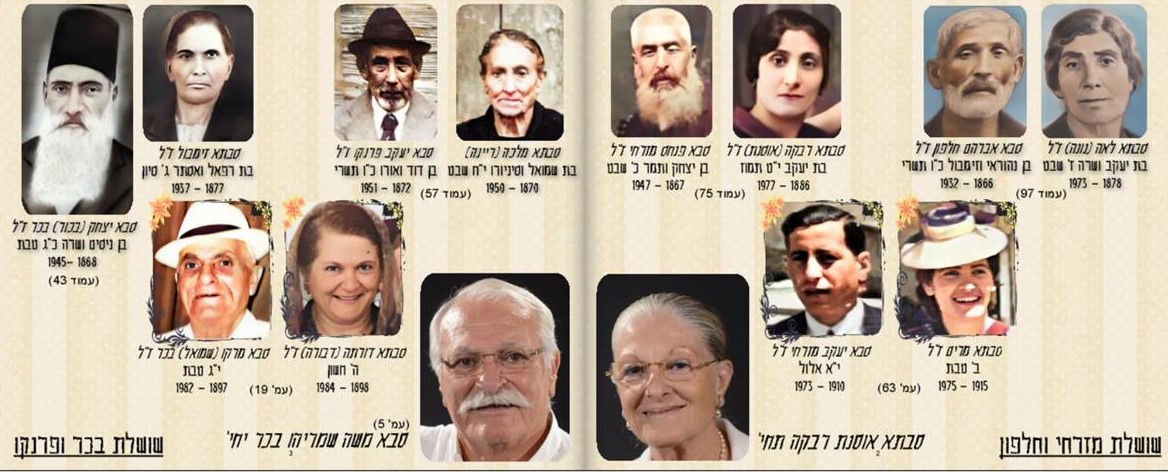 סבא יצחק (בכור) בכר ז"ל
בן ניסים ושרה כ"ג טבת
1945– 1868
(עמוד 43)
סבתא זימבול ז"ל
בת רפאל ואסתר ג' סיון
1937 – 1877
סבא יעקב פרנקו ז"ל
בן דוד ואורו כ"ו תשרי
1951 – 1872
(עמוד 57)
סבתא מלכה (ריינה)
בת שמואל וסיניורו י"ח שבט
1950 – 1870
סבא פנחס מזרחי ז"ל
בן יצחק ותמר כ' שבט
1947 – 1867
(עמוד 75)
סבתא רבקה (אוסנת) ז"ל
בת יעקב י"ט תמוז
1977 – 1886
סבא אברהם חלפון ז"ל
בן נהוראי וזימבול כ"ו תשרי
1932 – 1866
(עמוד 97)
סבתא לאה (נונה) ז"ל
בת יעקב ושרה ז' שבט
1973 – 1878
סבא מרקו (שמואל) בכר ז"ל
י"ג טבת
1982 – 1897
(עמ' 19)
סבתא דורתה (דבורה) ז"ל
ה' חשון
1984 – 1898
סבא יעקב מזרחי ז"ל
י"א אלול
1973 – 1910
(עמ' 63)
סבתא מרים ז"ל
ב' טבת
1975 – 1915
(עמ' 5)
סבא משה שמריהו בכר יחי'
3
סבתא אוסנת רבקה תחי'
2
שושלת בכר ופרנקו
שושלת מזרחי וחלפון